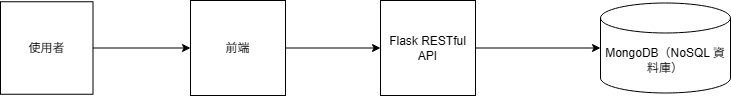 使用者
前端
Flask RESTful
API
MongoDB（NoSQL 資
料庫）